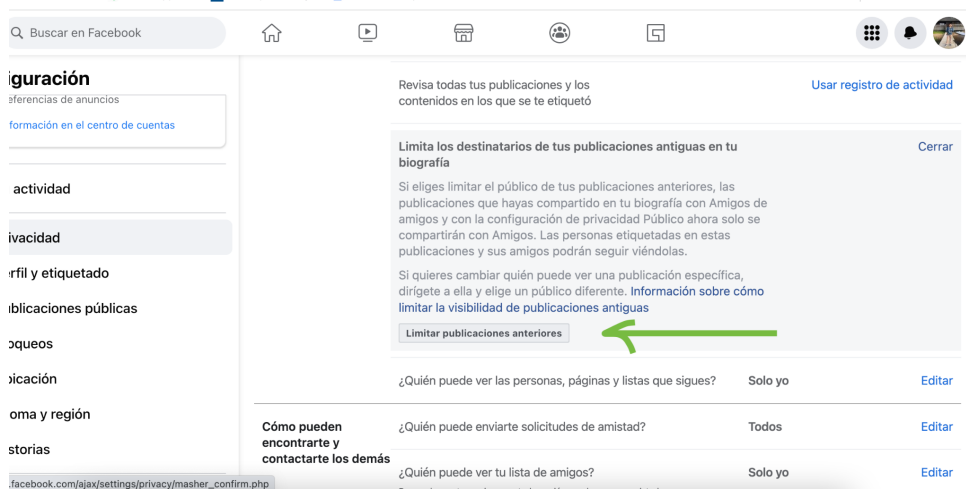 Buscar en Facebook
iguración
eferencias de anuncios
formación en el centro de cuentas
actividad
ivacidad
rfil y etiquetado
blicaciones públicas
oqueos
icación
oma y región
storias
.facebook.com/ajax/settings/privacy/masher_confirm.php
Revisa todas tus publicaciones y los
contenidos en los que se te etiquetó
Usar registro de actividad
Limita los destinatarios de tus publicaciones antiguas en tu
biografía
Cerrar
Si eliges limitar el público de tus publicaciones anteriores, las
publicaciones que hayas compartido en tu biografía con Amigos de
amigos y con la configuración de privacidad Público ahora solo se
compartirán con Amigos. Las personas etiquetadas en estas
publicaciones y sus amigos podrán seguir viéndolas.
Si quieres cambiar quién puede ver una publicación específica,
dirígete a ella y elige un público diferente. Información sobre cómo
limitar la visibilidad de publicaciones antiguas
Limitar publicaciones anteriores
¿Quién puede ver las personas, páginas y listas que sigues? Solo yo Editar
Cómo pueden
encontrarte y
contactarte los demás
¿Quién puede enviarte solicitudes de amistad? Todos Editar
¿Quién puede ver tu lista de amigos? Solo yo Editar